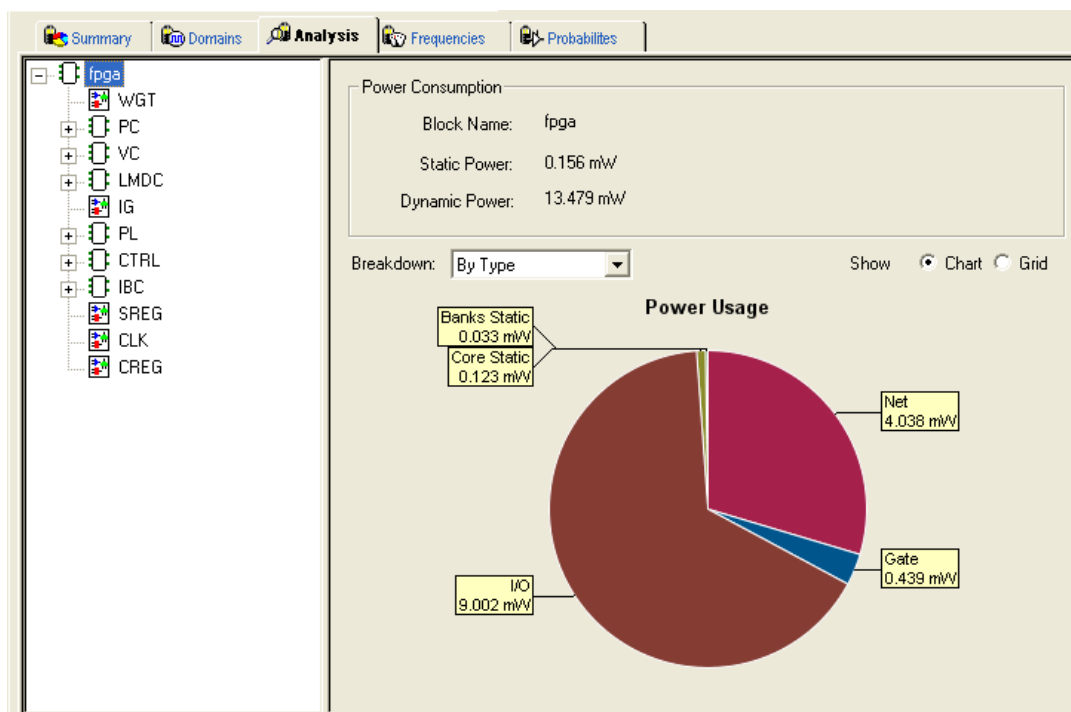 Summary
Domains
Analysis
Frequencies
Probabilites
fpga
WGT
PC
VC
LMDC
IG
PL
CTRL
IBC
SREG
CLK
CREG
Power Consumption
Block Name: fpga
Static Power: 0.156 mW
Dynamic Power: 13.479 mW
Breakdown: By Type Show Chart Grid
Power Usage
Banks Static
0.033 mW
Core Static
0.123 mW
Net
4.038 mW
Gate
0.439 mW
I/O
9.002 mW